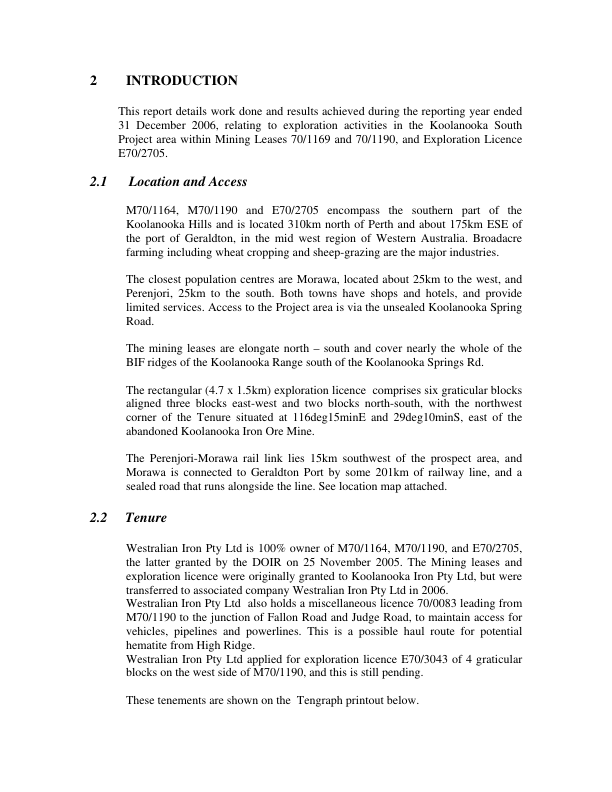 2 INTRODUCTION
This report details work done and results achieved during the reporting year ended
31 December 2006, relating to exploration activities in the Koolanooka South
Project area within Mining Leases 70/1169 and 70/1190, and Exploration Licence
E70/2705.
2.1 Location and Access
M70/1164, M70/1190 and E70/2705 encompass the southern part of the
Koolanooka Hills and is located 310km north of Perth and about 175km ESE of
the port of Geraldton, in the mid west region of Western Australia. Broadacre
farming including wheat cropping and sheep-grazing are the major industries.
The closest population centres are Morawa, located about 25km to the west, and
Perenjori, 25km to the south. Both towns have shops and hotels, and provide
limited services. Access to the Project area is via the unsealed Koolanooka Spring
Road.
The mining leases are elongate north – south and cover nearly the whole of the
BIF ridges of the Koolanooka Range south of the Koolanooka Springs Rd.
The rectangular (4.7 x 1.5km) exploration licence comprises six graticular blocks
aligned three blocks east-west and two blocks north-south, with the northwest
corner of the Tenure situated at 116deg15minE and 29deg10minS, east of the
abandoned Koolanooka Iron Ore Mine.
The Perenjori-Morawa rail link lies 15km southwest of the prospect area, and
Morawa is connected to Geraldton Port by some 201km of railway line, and a
sealed road that runs alongside the line. See location map attached.
2.2 Tenure
Westralian Iron Pty Ltd is 100% owner of M70/1164, M70/1190, and E70/2705,
the latter granted by the DOIR on 25 November 2005. The Mining leases and
exploration licence were originally granted to Koolanooka Iron Pty Ltd, but were
transferred to associated company Westralian Iron Pty Ltd in 2006.
Westralian Iron Pty Ltd also holds a miscellaneous licence 70/0083 leading from
M70/1190 to the junction of Fallon Road and Judge Road, to maintain access for
vehicles, pipelines and powerlines. This is a possible haul route for potential
hematite from High Ridge.
Westralian Iron Pty Ltd applied for exploration licence E70/3043 of 4 graticular
blocks on the west side of M70/1190, and this is still pending.
These tenements are shown on the Tengraph printout below.